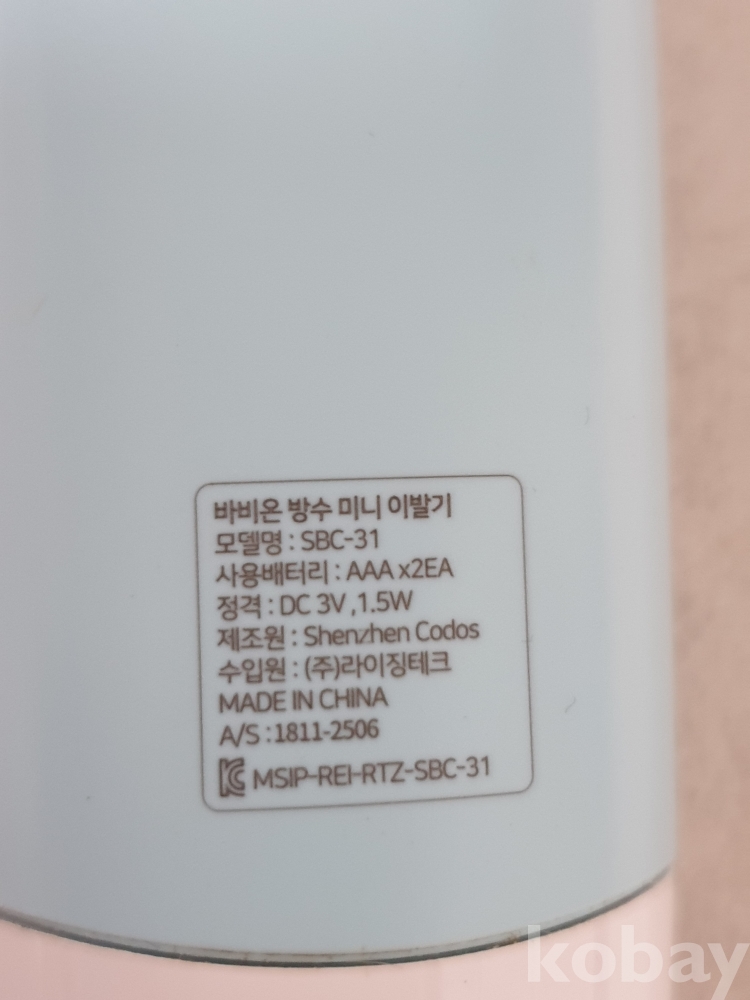 바비온 방수 미니 이발기
모델명 : SBC-31
사용배터리 : AAA x2EA
정격 : DC 3V ,1.5W
제조원 : Shenzhen Codos
수입원 : (주)라이징테크
MADE IN CHINA
A/S :1811-2506
MSIP-REI-RTZ-SBC-31
kobay